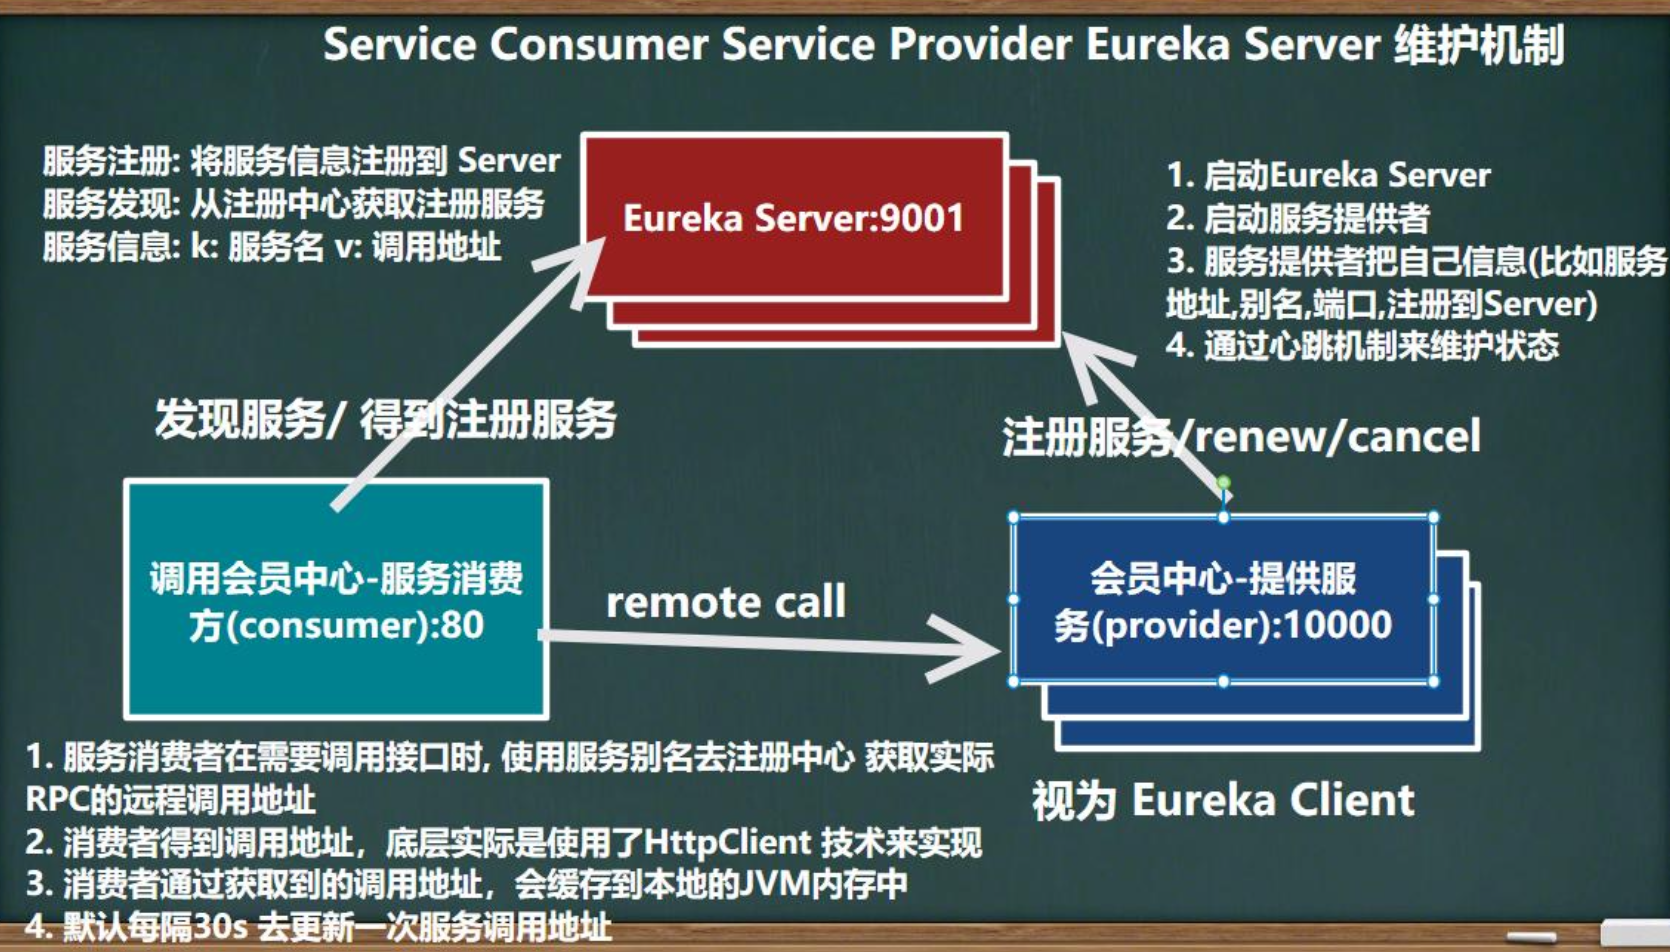 Service Consumer Service Provider Eureka Server 维护机制
服务注册: 将服务信息注册到 Server
服务发现: 从注册中心获取注册服务
服务信息: k: 服务名 v: 调用地址
Eureka Server:9001
1. 启动Eureka Server
2. 启动服务提供者
3. 服务提供者把自己信息(比如服务
地址,别名,端口,注册到Server)
4. 通过心跳机制来维护状态
发现服务/ 得到注册服务
注册服务/renew/cancel
调用会员中心-服务消费
方(consumer):80
remote call
会员中心-提供服
务(provider):10000
视为 Eureka Client
1. 服务消费者在需要调用接口时, 使用服务别名去注册中心 获取实际
RPC的远程调用地址
2. 消费者得到调用地址，底层实际是使用了HttpClient 技术来实现
3. 消费者通过获取到的调用地址，会缓存到本地的JVM内存中
4. 默认每隔30s 去更新一次服务调用地址